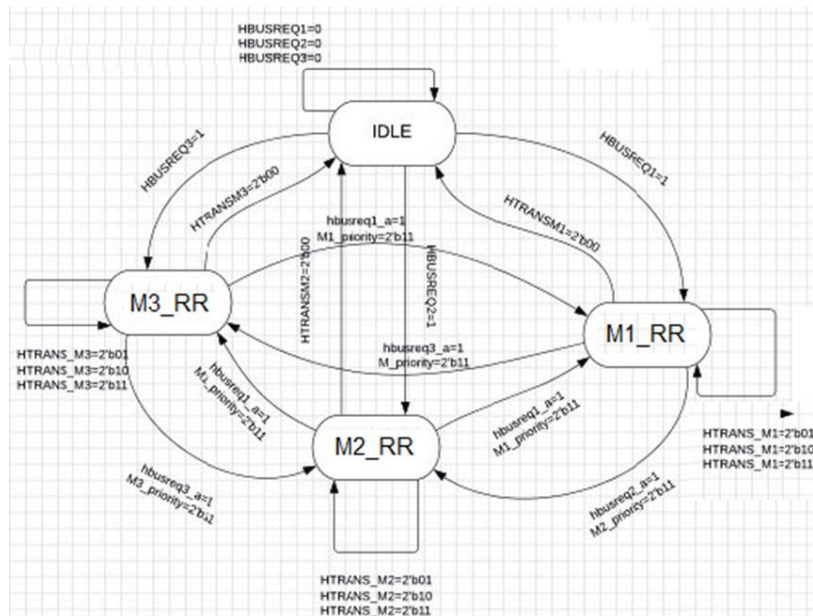 HBUSREQ1=0
HBUSREQ2=0
HBUSREQ3=0
IDLE
HBUSREQ3=1
HBUSREQ1=1
HTRANSM3=2'b00
HTRANSM1=2'b00
hbusreq1_a=1
M1_priority=2'b11
HTRANSM2=2'b00
HBUSREQ2=1
M3_RR
M1_RR
HTRANS_M3=2'b01
HTRANS_M3=2'b10
HTRANS_M3=2'b11
hbusreq3_a=1
M_priority=2'b11
hbusreq1_a=1
M1_priority=2'b11
hbusreq1_a=1
M1_priority=2'b11
M2_RR
HTRANS_M1=2'b01
HTRANS_M1=2'b10
HTRANS_M1=2'b11
hbusreq3_a=1
M3_priority=2'b11
hbusreq2_a=1
M2_priority=2'b11
HTRANS_M2=2'b01
HTRANS_M2=2'b10
HTRANS_M2=2'b11